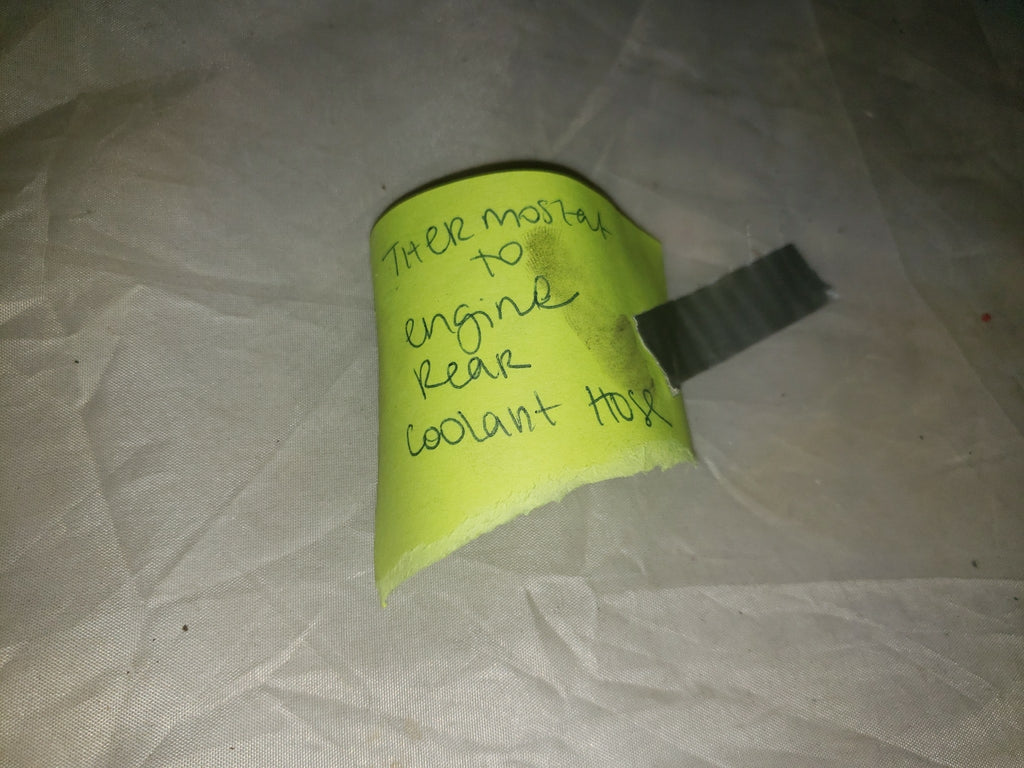 THERMOSTAT
to
engine
Rear
coolant Hose